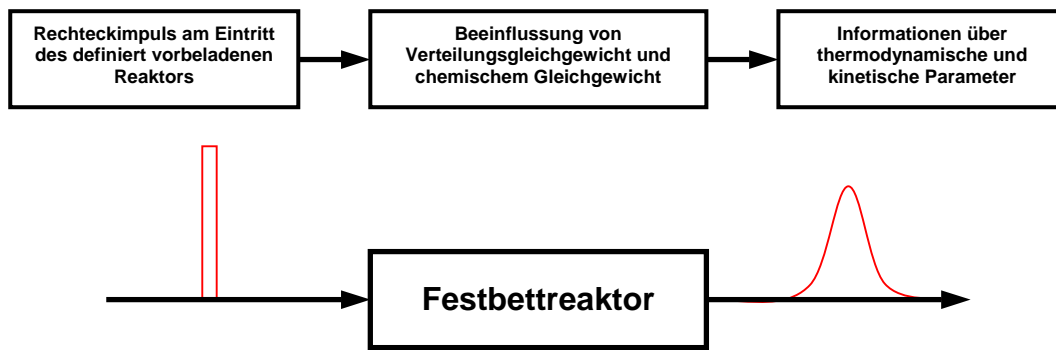 Rechteckimpuls am Eintritt
des definiert vorbeladenen
Reaktors
Beeinflussung von
Verteilungsgleichgewicht und
chemischem Gleichgewicht
Informationen über
thermodynamische und
kinetische Parameter
Festbettreaktor